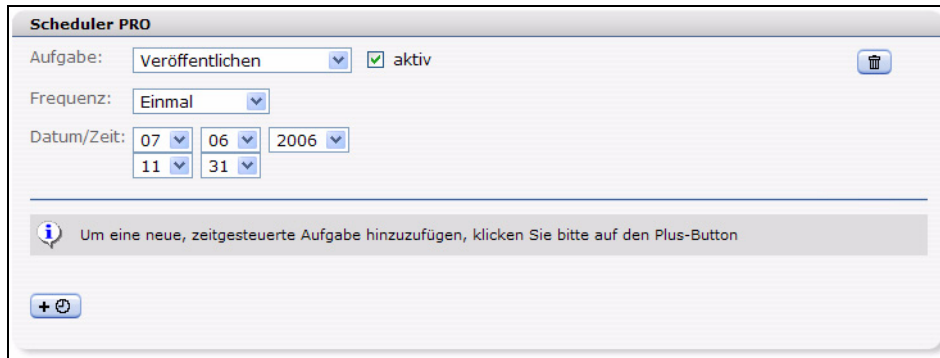 Scheduler PRO
Aufgabe: Veröffentlichen aktiv
Frequenz: Einmal
Datum/Zeit: 07 06 2006
11 31
Um eine neue, zeitgesteuerte Aufgabe hinzuzufügen, klicken Sie bitte auf den Plus-Button
+